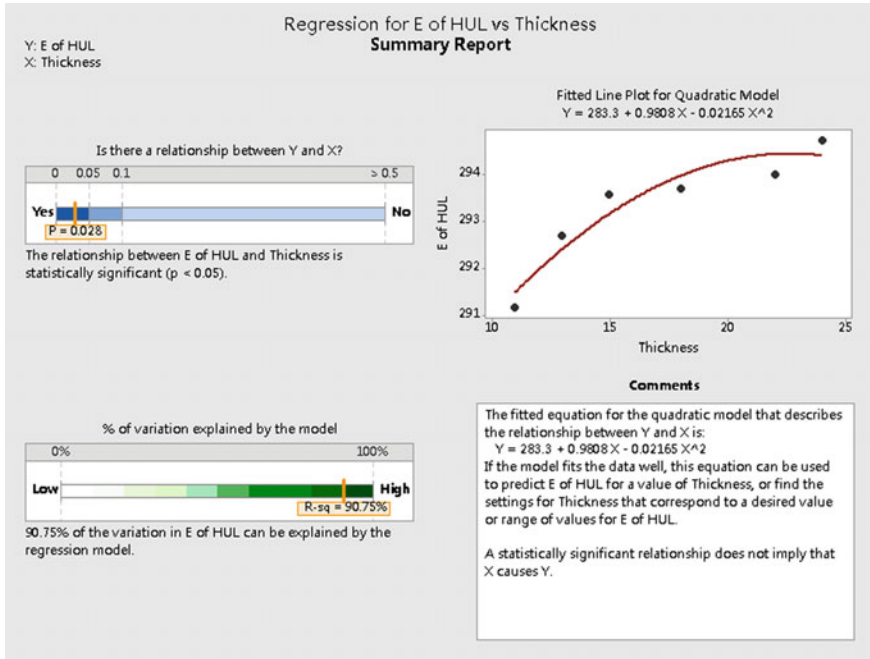 Regression for E of HUL vs Thickness
Summary Report
Y: E of HUL
X: Thickness
Is there a relationship between Y and X?
0 0.05 0.1 > 0.5
Yes No
P = 0.028
The relationship between E of HUL and Thickness is
statistically significant (p < 0.05).
% of variation explained by the model
0% 100%
Low High
R-sq = 90.75%
90.75% of the variation in E of HUL can be explained by the
regression model.
Fitted Line Plot for Quadratic Model
Y = 283.3 + 0.9808 X - 0.02165 X^2
294
293
292
291
E of HUL
10 15 20 25
Thickness
Comments
The fitted equation for the quadratic model that describes
the relationship between Y and X is:
Y = 283.3 + 0.9808 X - 0.02165 X^2
If the model fits the data well, this equation can be used
to predict E of HUL for a value of Thickness, or find the
settings for Thickness that correspond to a desired value
or range of values for E of HUL.
A statistically significant relationship does not imply that
X causes Y.